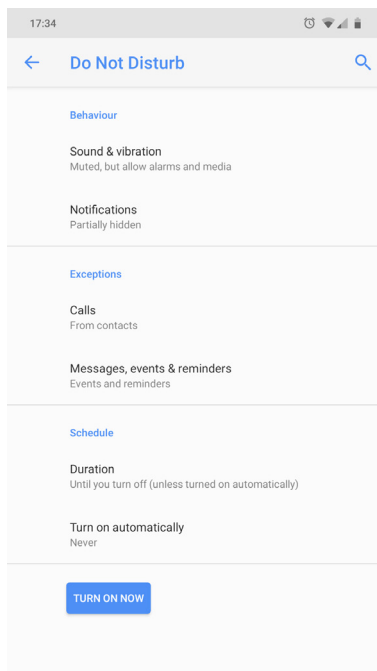 17:34
Do Not Disturb
Behaviour
Sound & vibration
Muted, but allow alarms and media
Notifications
Partially hidden
Exceptions
Calls
From contacts
Messages, events & reminders
Events and reminders
Schedule
Duration
Until you turn off (unless turned on automatically)
Turn on automatically
Never
TURN ON NOW